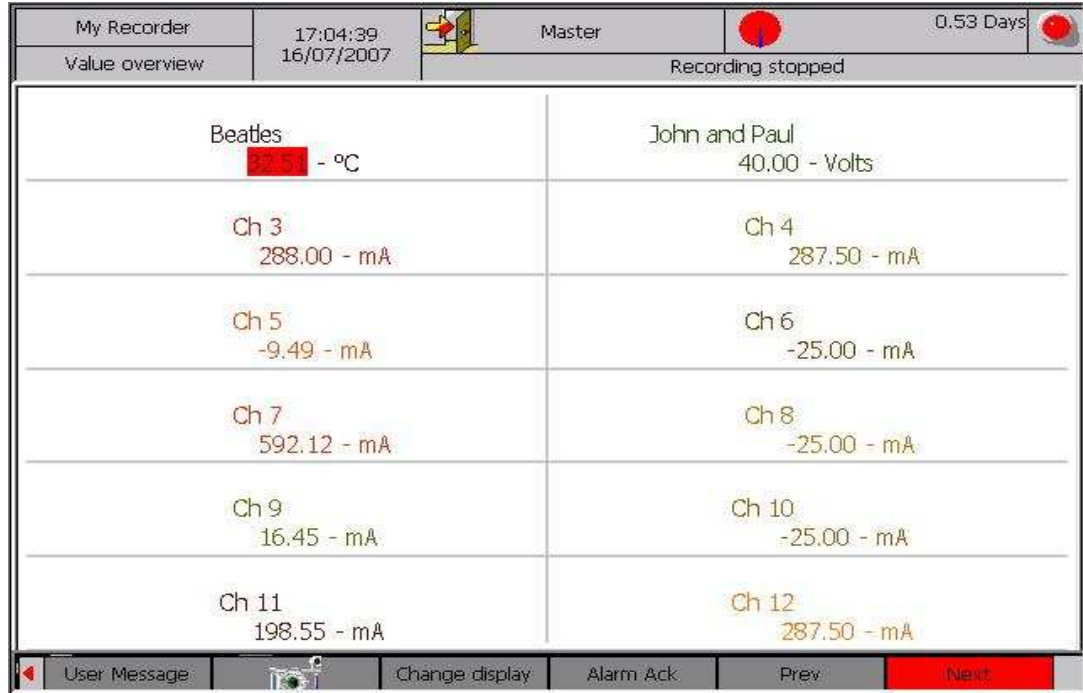 My Recorder
Value overview
17:04:39
16/07/2007
Master
0.53 Days
Recording stopped
Beatles
32.51 - ºC
John and Paul
40.00 - Volts
Ch 3
288.00 - mA
Ch 4
287.50 - mA
Ch 5
-9.49 - mA
Ch 6
-25.00 - mA
Ch 7
592.12 - mA
Ch 8
-25.00 - mA
Ch 9
16.45 - mA
Ch 10
-25.00 - mA
Ch 11
198.55 - mA
Ch 12
287.50 - mA
User Message
Change display
Alarm Ack
Prev
Next